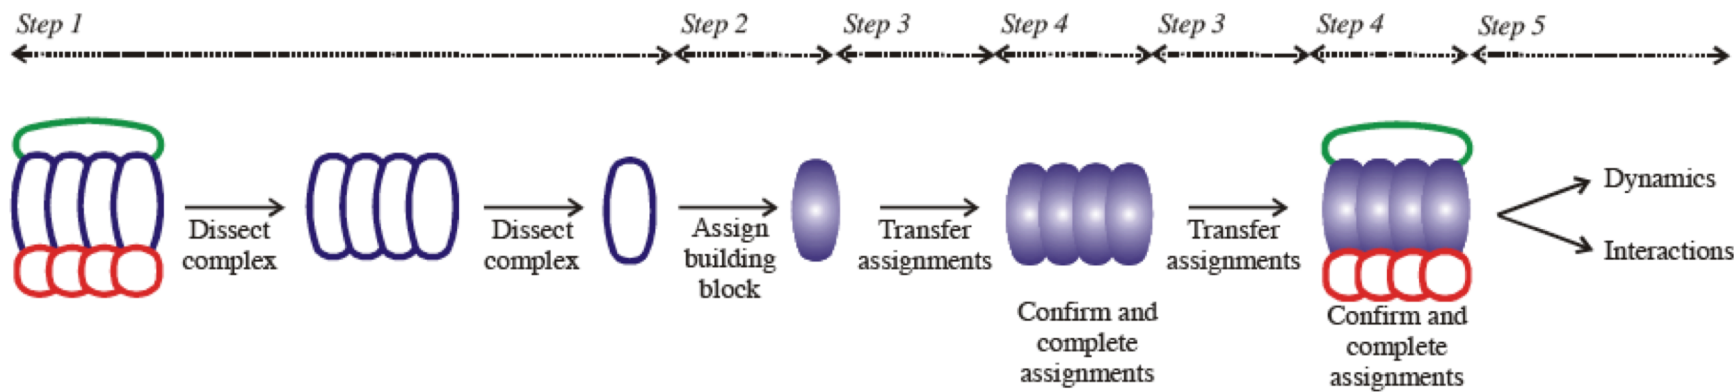 Step 1
Step 2
Step 3
Step 4
Step 3
Step 4
Step 5
Dissect
complex
Dissect
complex
Assign
building
block
Transfer
assignments
Confirm and
complete
assignments
Transfer
assignments
Confirm and
complete
assignments
Dynamics
Interactions